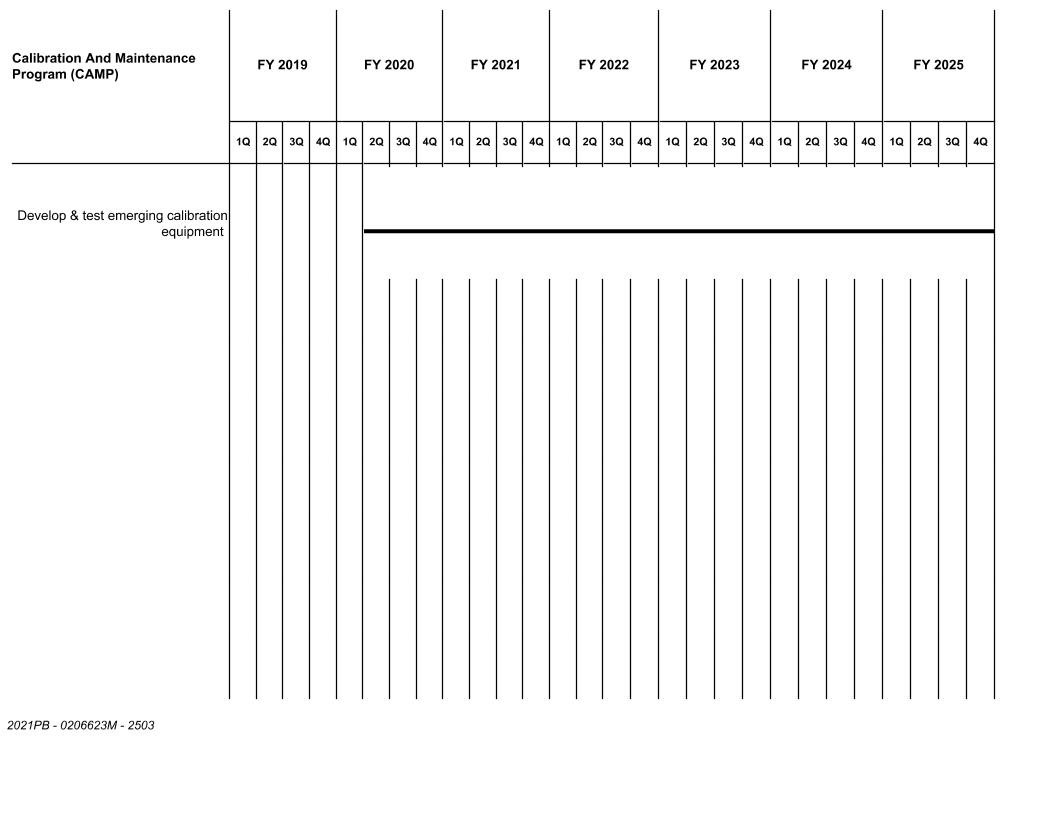 Calibration And Maintenance
Program (CAMP)
FY 2019 FY 2020 FY 2021 FY 2022 FY 2023 FY 2024 FY 2025
1Q 2Q 3Q 4Q 1Q 2Q 3Q 4Q 1Q 2Q 3Q 4Q 1Q 2Q 3Q 4Q 1Q 2Q 3Q 4Q 1Q 2Q 3Q 4Q 1Q 2Q 3Q 4Q
Develop & test emerging calibration
equipment
2021PB - 0206623M - 2503